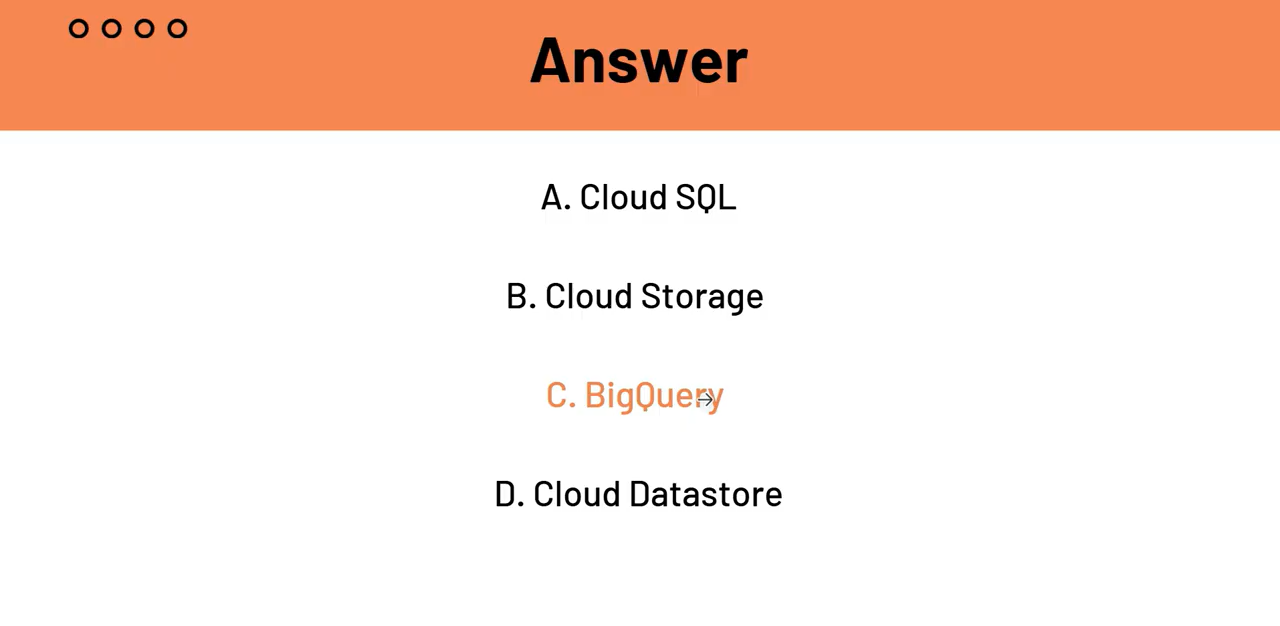 Answer
A. Cloud SQL
B. Cloud Storage
C. BigQuery
D. Cloud Datastore